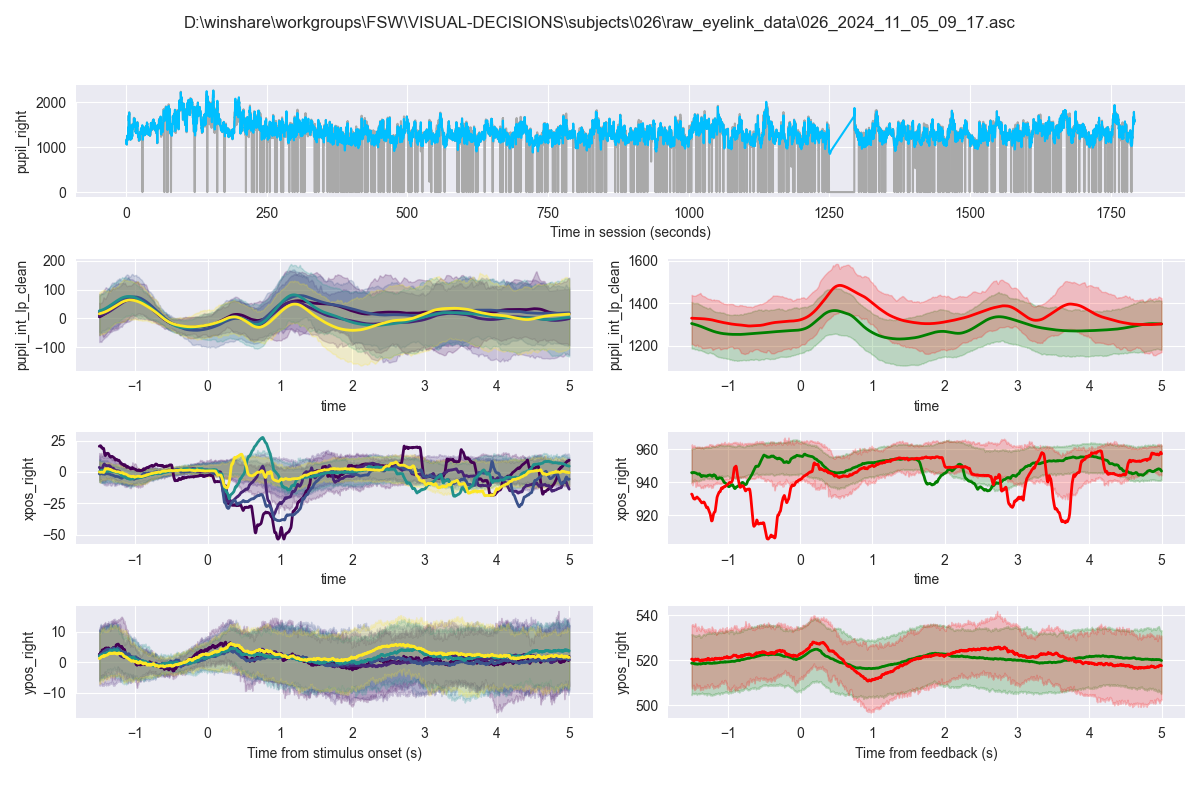 D:\winshare\workgroups\FSW\VISUAL-DECISIONS\subjects\026\raw_eyelink_data\026_2024_11_05_09_17.asc
pupil_right
2000
1000
0
0 250 500 750 1000 1250 1500 1750
Time in session (seconds)
pupil_int_lp_clean
200
100
0
−100
−1 0 1 2 3 4 5
time
pupil_int_lp_clean
1600
1400
1200
−1 0 1 2 3 4 5
time
xpos_right
25
0
−25
−50
−1 0 1 2 3 4 5
time
xpos_right
960
940
920
−1 0 1 2 3 4 5
time
ypos_right
10
0
−10
−1 0 1 2 3 4 5
Time from stimulus onset (s)
ypos_right
540
520
500
−1 0 1 2 3 4 5
Time from feedback (s)